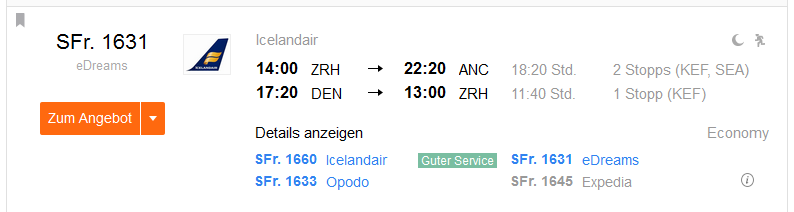 SFr. 1631
eDreams
Zum Angebot
ICELANDAIR
Icelandair
14:00 ZRH → 22:20 ANC 18:20 Std. 2 Stopps (KEF, SEA)
17:20 DEN → 13:00 ZRH 11:40 Std. 1 Stopp (KEF)
Details anzeigen Economy
SFr. 1660 Icelandair Guter Service SFr. 1631 eDreams
SFr. 1633 Opodo SFr. 1645 Expedia